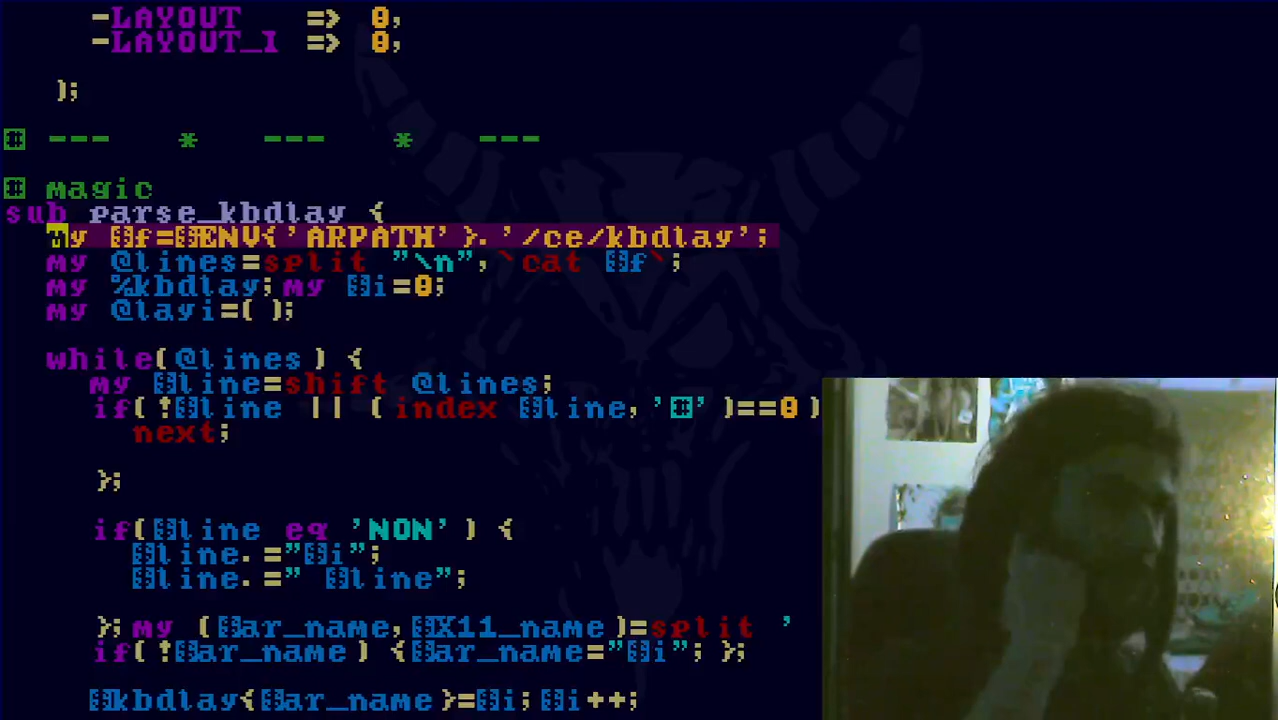 -LAYOUT => 0,
-LAYOUT_1 => 0,
);
# --- * --- * ---
# magic
sub parse_kbdlay {
my $f=$ENV{'ARPATH'}.'/ce/kbdlay';
my @lines=split "\n",`cat $f`;
my %kbdlay;my $i=0;
my @layi=( );
while(@lines) {
my $line=shift @lines;
if(!$line || (index $line,'#')==0)
next;
};
if($line eq 'NON') {
$line.="$i";
$line.=" $line";
};my ($ar_name,$X11_name)=split '
if(!$ar_name) {$ar_name="$i"; };
$kbdlay{$ar_name}=$i;$i++;